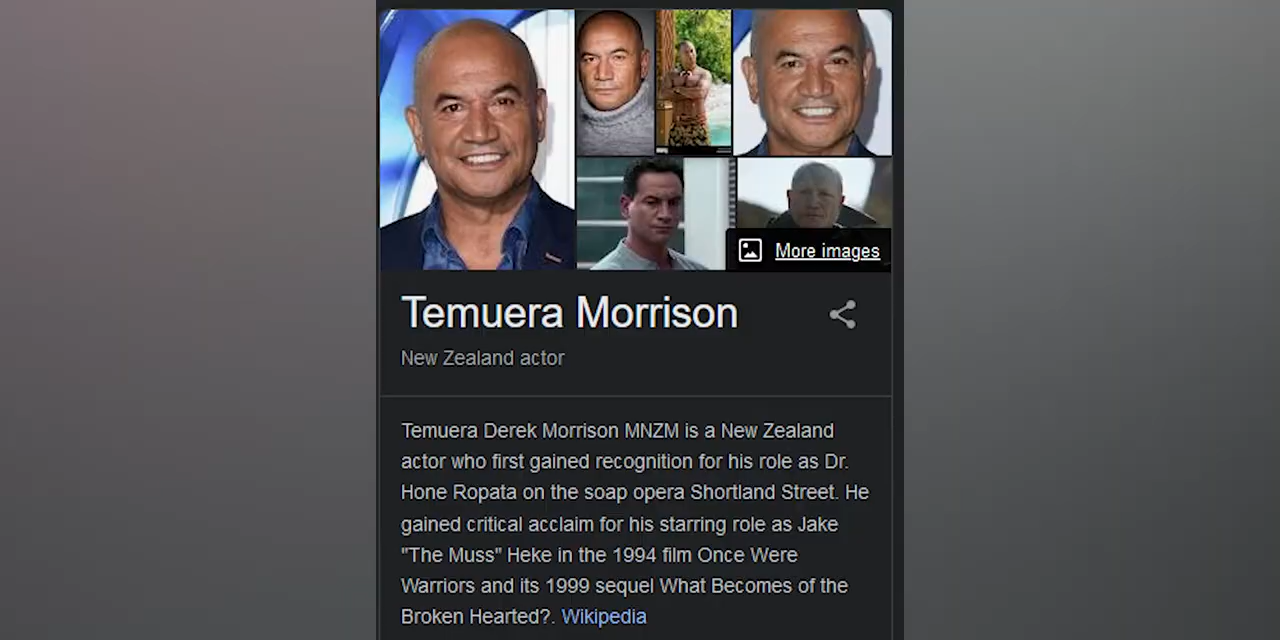 More images
Temuera Morrison
New Zealand actor
Temuera Derek Morrison MNZM is a New Zealand
actor who first gained recognition for his role as Dr.
Hone Ropata on the soap opera Shortland Street. He
gained critical acclaim for his starring role as Jake
"The Muss" Heke in the 1994 film Once Were
Warriors and its 1999 sequel What Becomes of the
Broken Hearted?. Wikipedia